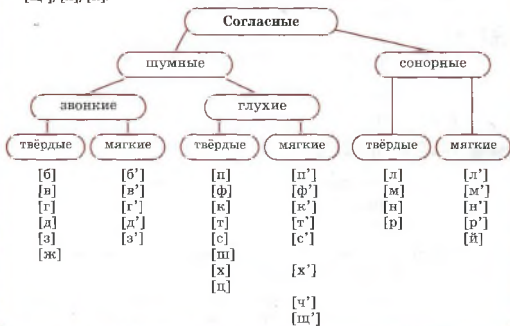 Согласные
шумные сонорные
звонкие глухие
твёрдые мягкие твёрдые мягкие твёрдые мягкие
[б] [б’] [п] [п’] [л] [л’]
[в] [в’] [ф] [ф’] [м] [м’]
[г] [г’] [к] [к’] [н] [н’]
[д] [д’] [т] [т’] [р] [р’]
[з] [з’] [с] [с’] [й]
[ж] [ш]
[х] [х’]
[ц]
[ч’]
[щ’]